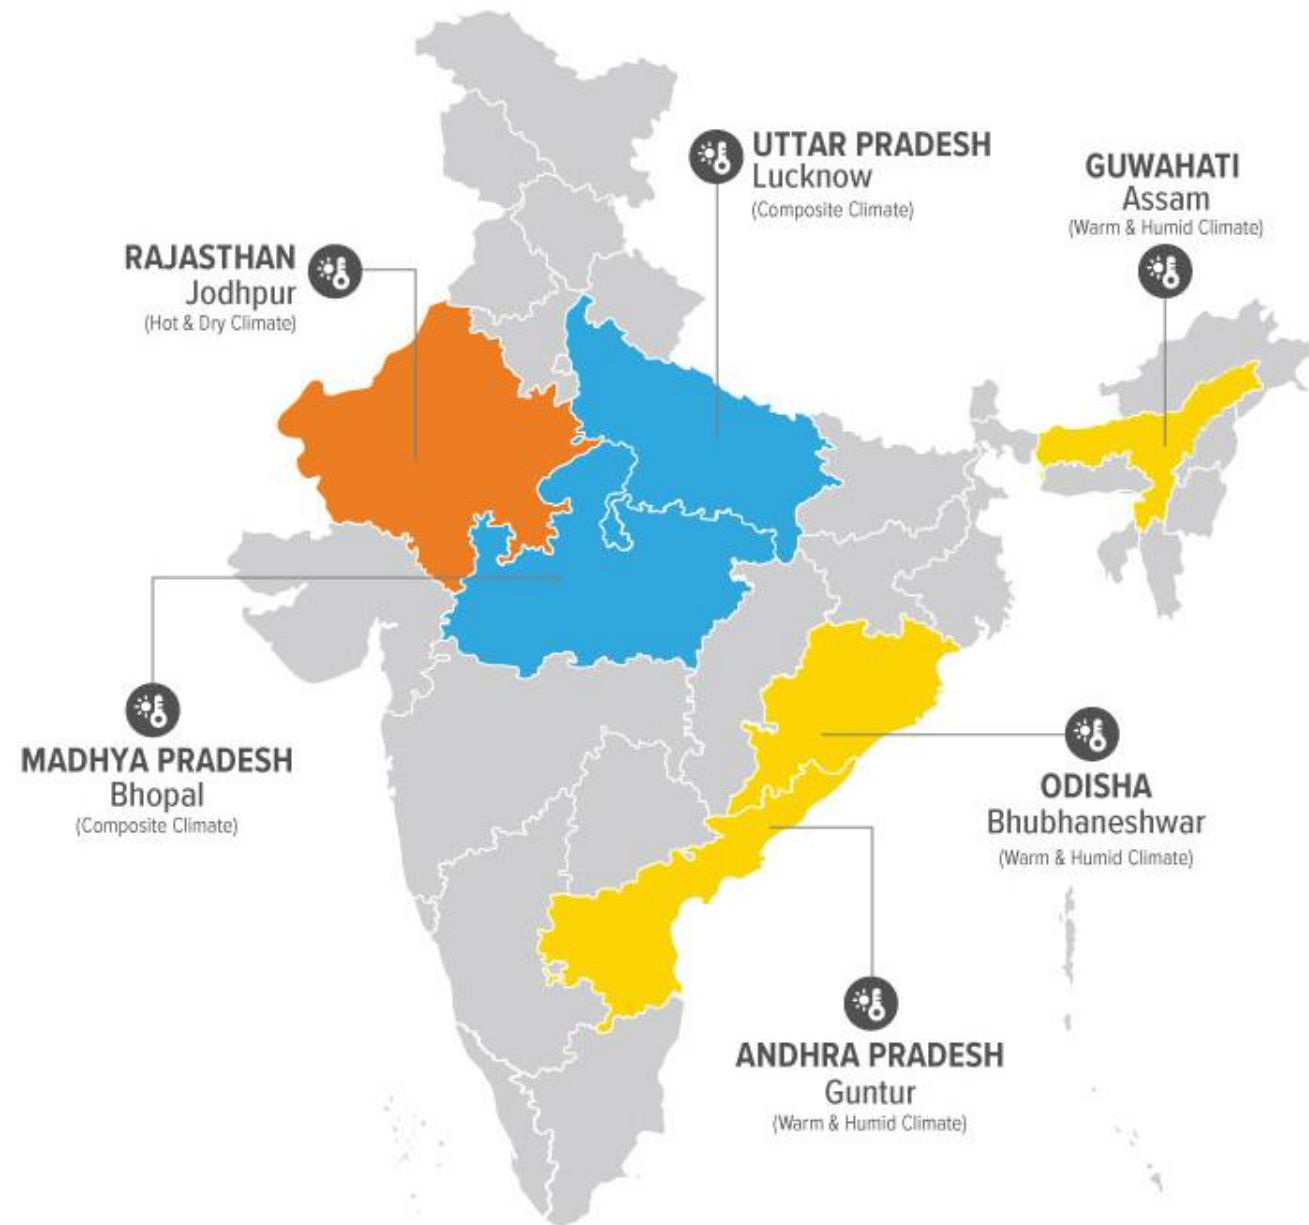 UTTAR PRADESH
Lucknow
(Composite Climate)
GUWAHATI
Assam
(Warm & Humid Climate)
RAJASTHAN
Jodhpur
(Hot & Dry Climate)
MADHYA PRADESH
Bhopal
(Composite Climate)
ODISHA
Bhubhaneshwar
(Warm & Humid Climate)
ANDHRA PRADESH
Guntur
(Warm & Humid Climate)